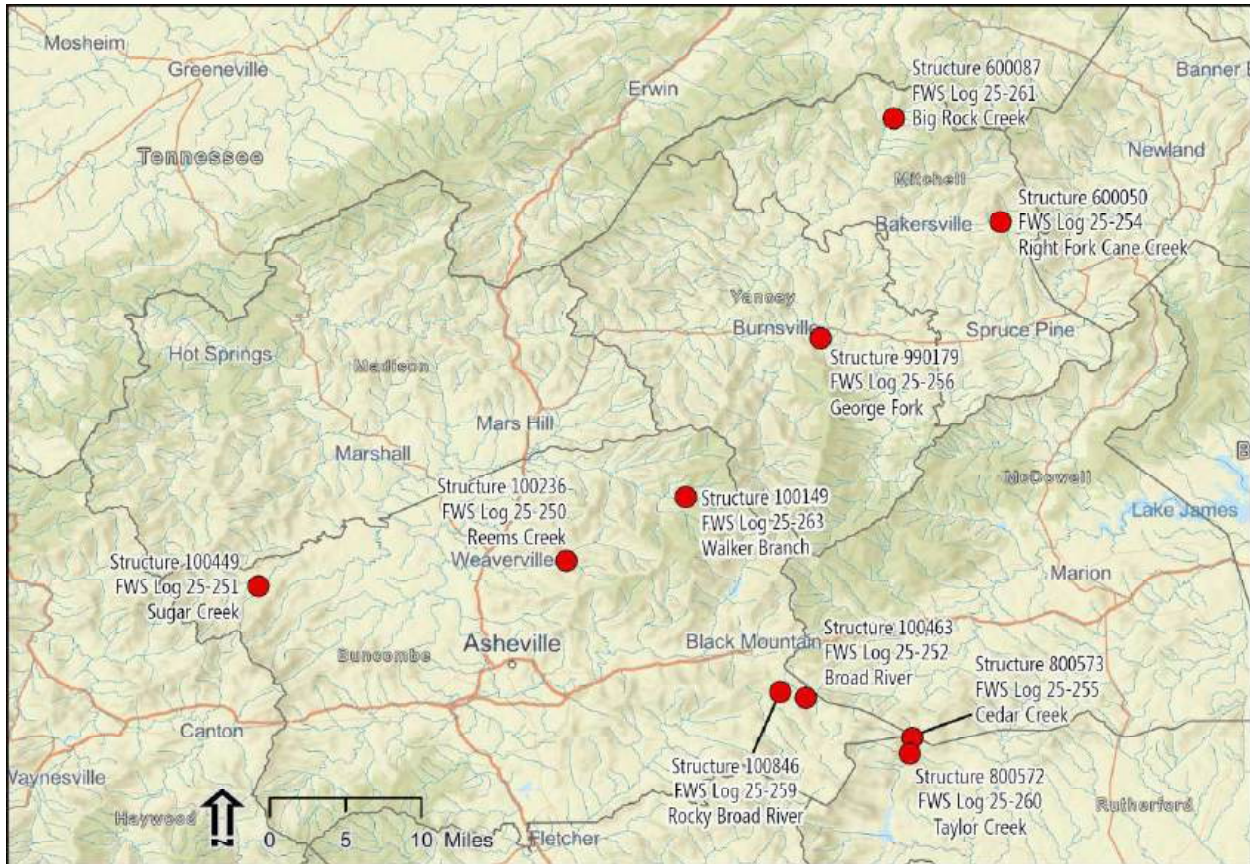 Mosheim
Greeneville
Tennessee
Erwin
Structure 600087
FWS Log 25-261
Big Rock Creek
Banner
Newland
Mitchell
Bakersville
Structure 600050
FWS Log 25-254
Right Fork Cane Creek
Yancey
Burnsville
Spruce Pine
Structure 990179
FWS Log 25-256
George Fork
Hot Springs
Madison
Mars Hill
Marshall
McDowell
Lake James
Structure 100236
FWS Log 25-250
Reems Creek
Weaverville
Structure 100149
FWS Log 25-263
Walker Branch
Structure 100449
FWS Log 25-251
Sugar Creek
Marion
Buncombe
Asheville
Black Mountain
Structure 100463
FWS Log 25-252
Broad River
Structure 800573
FWS Log 25-255
Cedar Creek
Canton
Waynesville
Haywood
Structure 100846
FWS Log 25-259
Rocky Broad River
Structure 800572
FWS Log 25-260
Taylor Creek
Rutherford
Fletcher
N
0 5 10 Miles